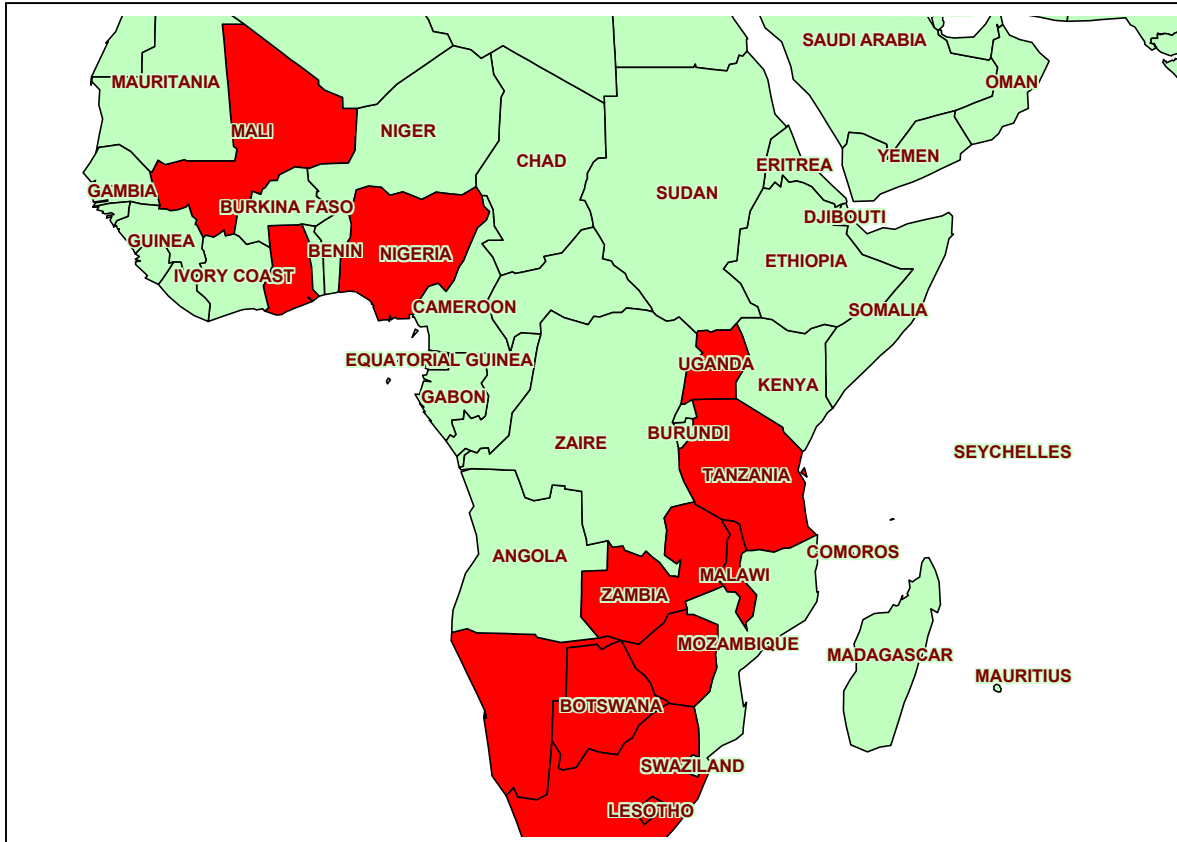 SAUDI ARABIA
MAURITANIA
OMAN
MALI
NIGER
CHAD
YEMEN
ERITREA
GAMBIA
SUDAN
BURKINA FASO
DJIBOUTI
GUINEA
BENIN
NIGERIA
ETHIOPIA
IVORY COAST
CAMEROON
SOMALIA
EQUATORIAL GUINEA
UGANDA
KENYA
GABON
BURUNDI
ZAIRE
SEYCHELLES
TANZANIA
ANGOLA
COMOROS
MALAWI
ZAMBIA
MOZAMBIQUE
MADAGASCAR
MAURITIUS
BOTSWANA
SWAZILAND
LESOTHO